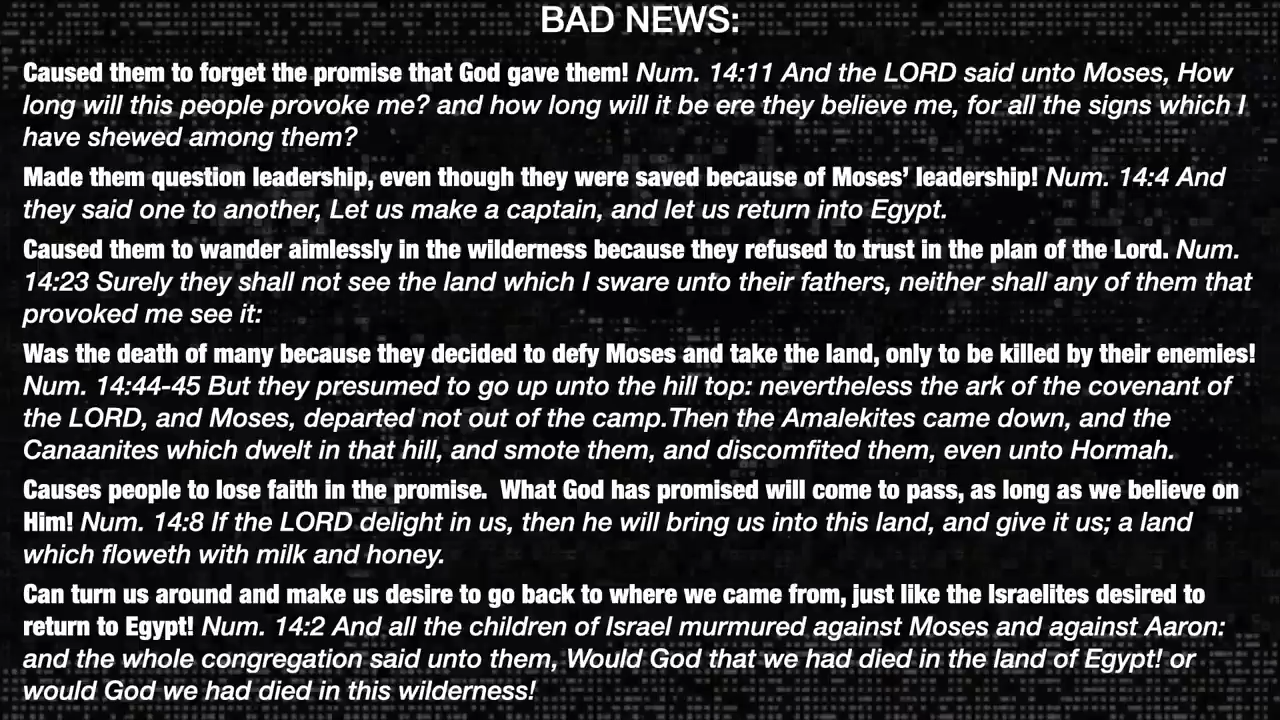 BAD NEWS:
Caused them to forget the promise that God gave them! Num. 14:11 And the LORD said unto Moses, How
long will this people provoke me? and how long will it be ere they believe me, for all the signs which I
have shewed among them?
Made them question leadership, even though they were saved because of Moses’ leadership! Num. 14:4 And
they said one to another, Let us make a captain, and let us return into Egypt.
Caused them to wander aimlessly in the wilderness because they refused to trust in the plan of the Lord. Num.
14:23 Surely they shall not see the land which I sware unto their fathers, neither shall any of them that
provoked me see it:
Was the death of many because they decided to defy Moses and take the land, only to be killed by their enemies!
Num. 14:44-45 But they presumed to go up unto the hill top: nevertheless the ark of the covenant of
the LORD, and Moses, departed not out of the camp.Then the Amalekites came down, and the
Canaanites which dwelt in that hill, and smote them, and discomfited them, even unto Hormah.
Causes people to lose faith in the promise.  What God has promised will come to pass, as long as we believe on
Him! Num. 14:8 If the LORD delight in us, then he will bring us into this land, and give it us; a land
which floweth with milk and honey.
Can turn us around and make us desire to go back to where we came from, just like the Israelites desired to
return to Egypt! Num. 14:2 And all the children of Israel murmured against Moses and against Aaron:
and the whole congregation said unto them, Would God that we had died in the land of Egypt! or
would God we had died in this wilderness!